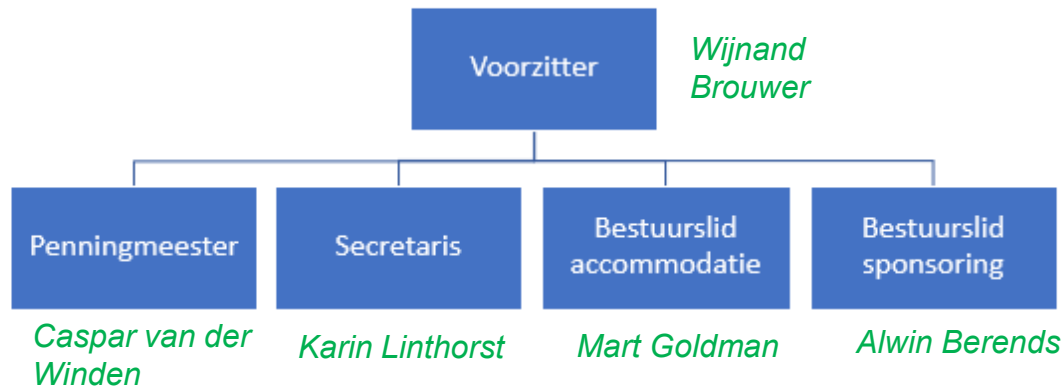 Voorzitter
Wijnand
Brouwer
Penningmeester
Secretaris
Bestuurslid
accommodatie
Bestuurslid
sponsoring
Caspar van der
Winden
Karin Linthorst
Mart Goldman
Alwin Berends